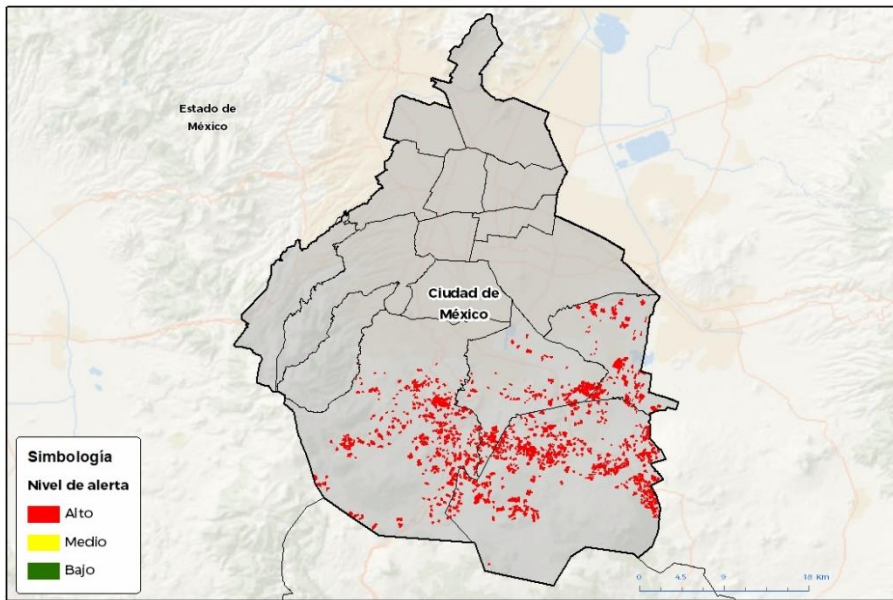 Estado de
México
Ciudad de
México
Simbología
Nivel de alerta
Alto
Medio
Bajo
0 4.5 9 18 Km